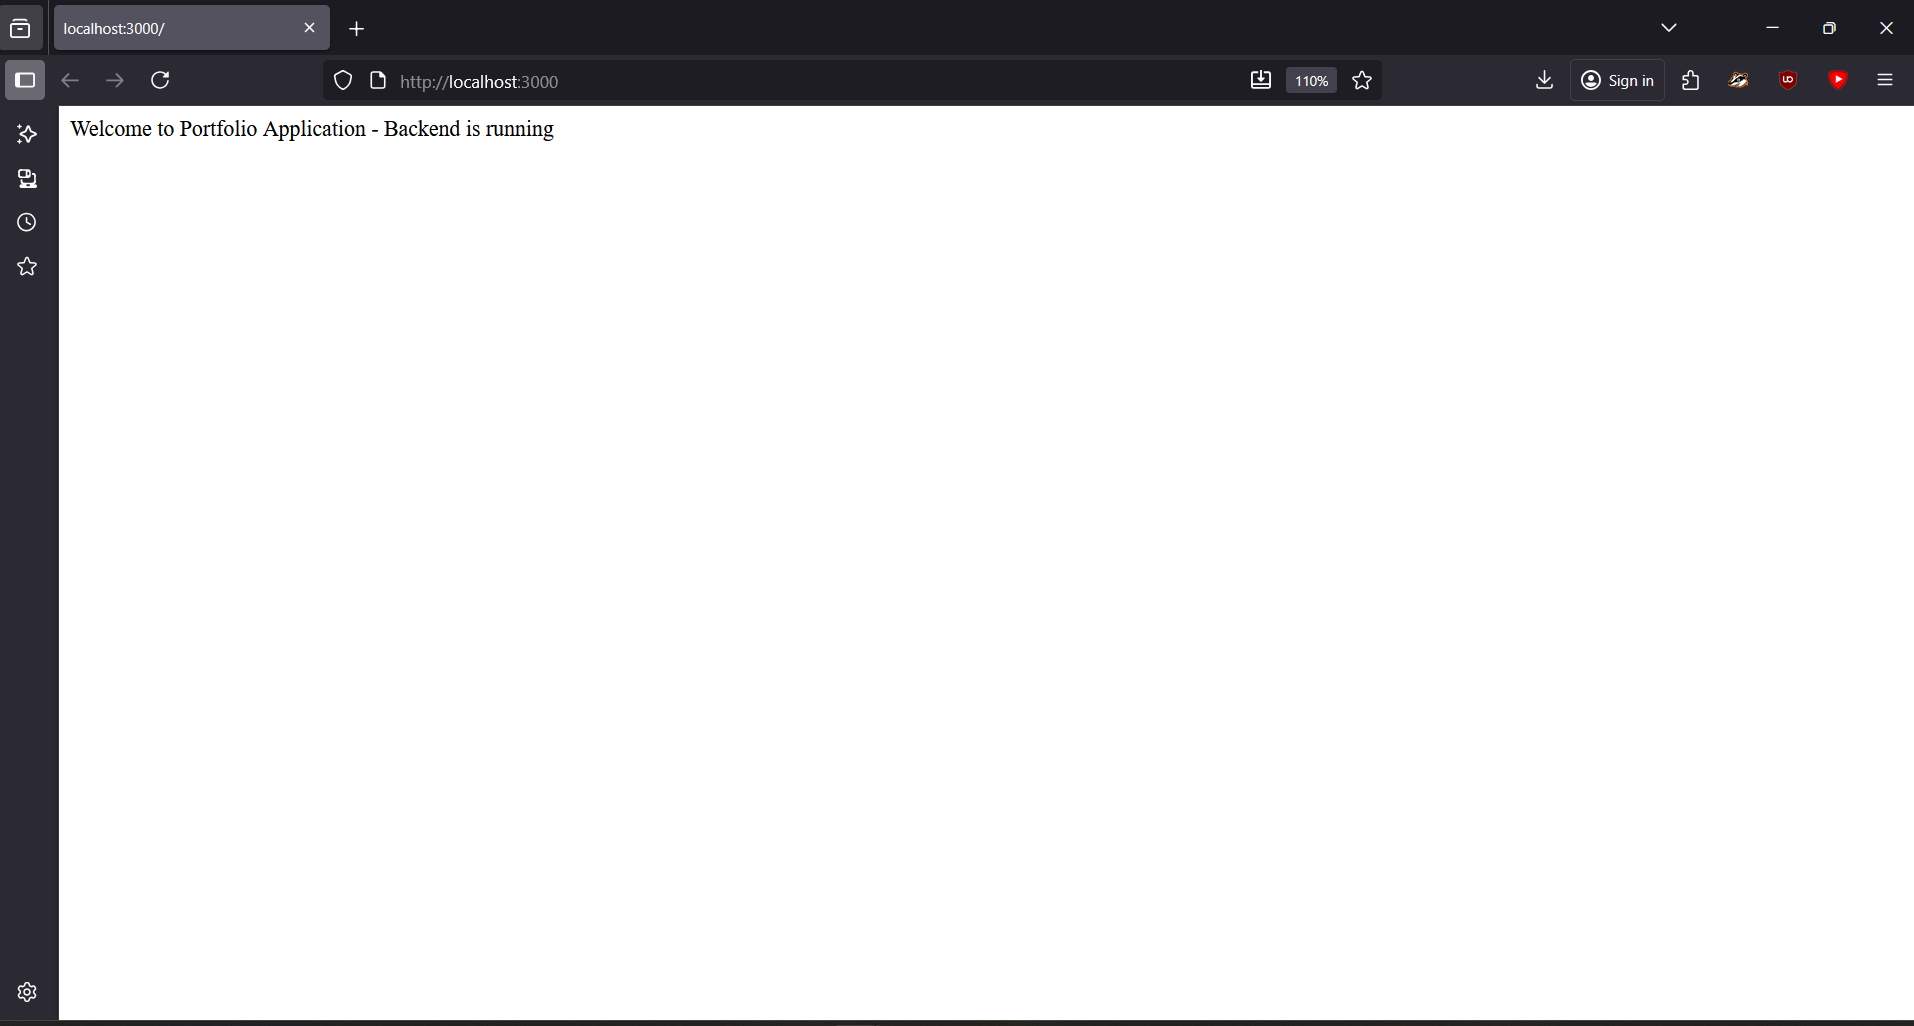 localhost:3000/
http://localhost:3000
110%
Sign in
Welcome to Portfolio Application - Backend is running